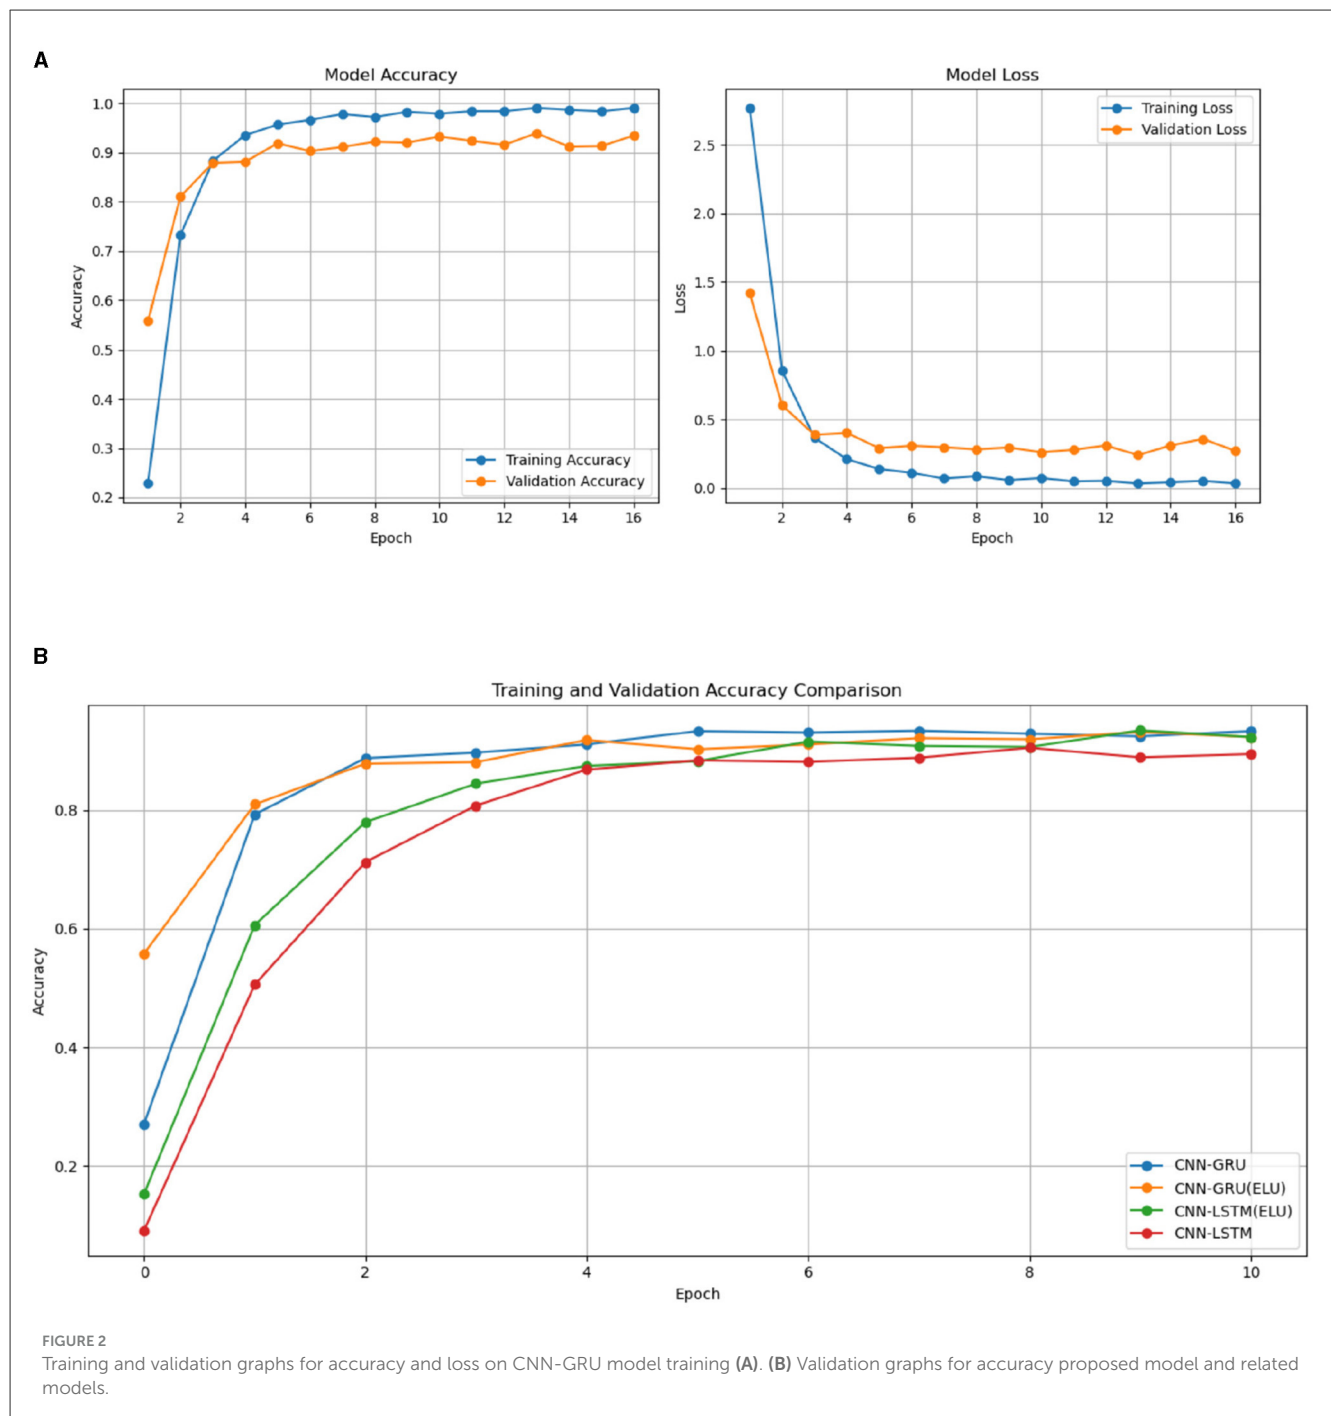 A
Model Accuracy
1.0
0.9
0.8
0.7
0.6
0.5
0.4
0.3
0.2
Accuracy
Training Accuracy
Validation Accuracy
2 4 6 8 10 12 14 16
Epoch
Model Loss
Training Loss
Validation Loss
2.5
2.0
1.5
1.0
0.5
0.0
Loss
2 4 6 8 10 12 14 16
Epoch
B
Training and Validation Accuracy Comparison
0.8
0.6
0.4
0.2
Accuracy
CNN-GRU
CNN-GRU(ELU)
CNN-LSTM(ELU)
CNN-LSTM
0 2 4 6 8 10
Epoch
FIGURE 2
Training and validation graphs for accuracy and loss on CNN-GRU model training (A). (B) Validation graphs for accuracy proposed model and related
models.